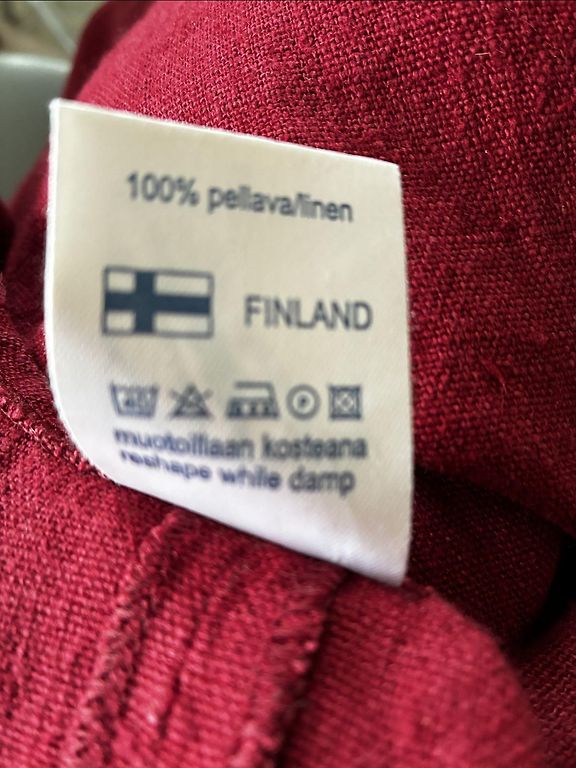 100% pellava/linen
FINLAND
muotoillaan kosteana
reshape while damp